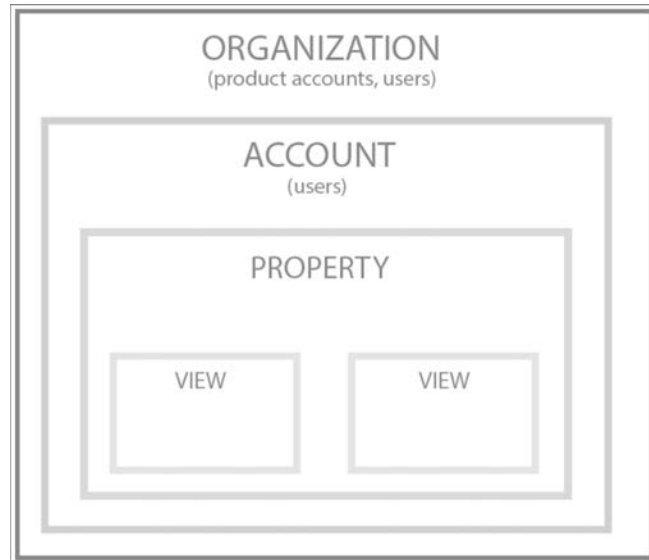 ORGANIZATION
(product accounts, users)
ACCOUNT
(users)
PROPERTY
VIEW
VIEW